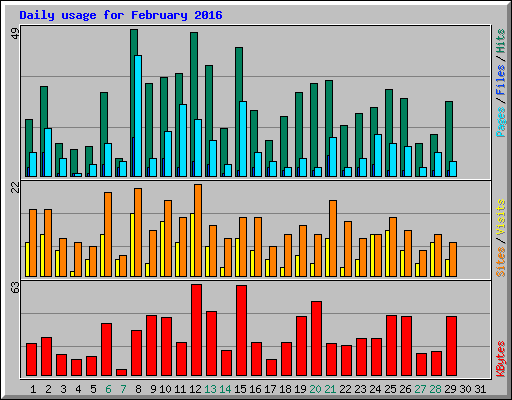 Daily usage for February 2016
49
Pages/Files/Hits
22
Sites/Visits
63
KBytes
1 2 3 4 5 6 7 8 9 10 11 12 13 14 15 16 17 18 19 20 21 22 23 24 25 26 27 28 29 30 31